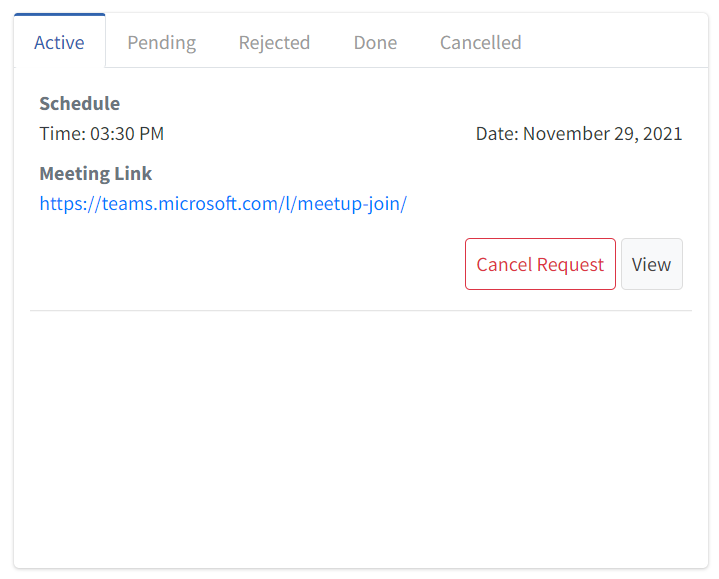 Active Pending Rejected Done Cancelled
Schedule
Time: 03:30 PM Date: November 29, 2021
Meeting Link
https://teams.microsoft.com/l/meetup-join/
Cancel Request View